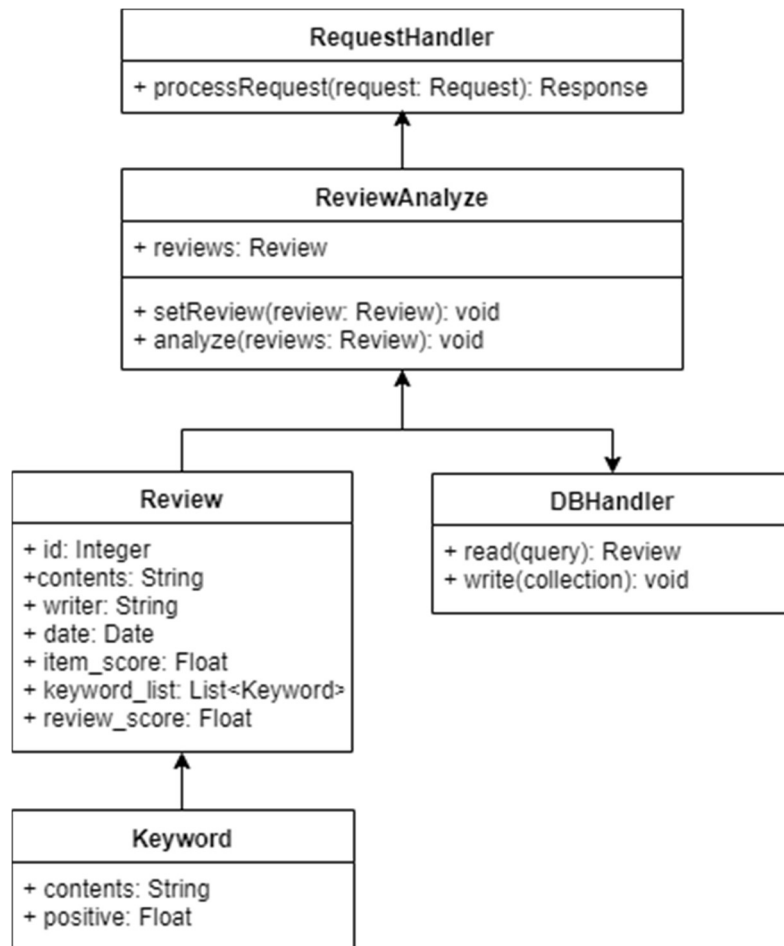 RequestHandler
+ processRequest(request: Request): Response
ReviewAnalyze
+ reviews: Review
+ setReview(review: Review): void
+ analyze(reviews: Review): void
Review
+ id: Integer
+contents: String
+ writer: String
+ date: Date
+ item_score: Float
+ keyword_list: List<Keyword>
+ review_score: Float
DBHandler
+ read(query): Review
+ write(collection): void
Keyword
+ contents: String
+ positive: Float